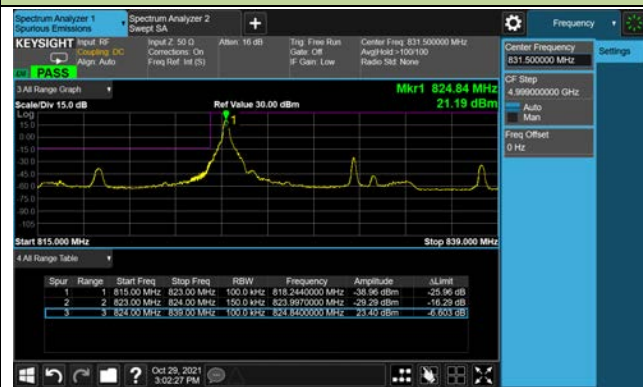 Spectrum Analyzer 1
Spurious Emissions
Spectrum Analyzer 2
Swept SA
Frequency
KEYSIGHT
Input: RF
Coupling: DC
Align: Auto
Input Z: 50 Ω
Corrections: On
Freq Ref: Int (S)
Atten: 16 dB
Trig: Free Run
Gate: Off
IF Gain: Low
Center Freq: 831.500000 MHz
Avg|Hold:>100/100
Radio Std: None
PASS
Center Frequency
831.500000 MHz
Settings
CF Step
4.999000000 GHz
Auto
Man
Freq Offset
0 Hz
3 All Range Graph
Mkr1 824.84 MHz
21.19 dBm
Scale/Div 15.0 dB
Ref Value 30.00 dBm
Log
15.0
0.00
-15.0
-30.0
-45.0
-60.0
-75.0
-90.0
-105
1
Start 815.000 MHz
Stop 839.000 MHz
4 All Range Table
Spur Range Start Freq Stop Freq RBW Frequency Amplitude ΔLimit
1 1 815.00 MHz 823.00 MHz 100.0 kHz 818.2440000 MHz -38.96 dBm -25.96 dB
2 2 823.00 MHz 824.00 MHz 150.0 kHz 823.9970000 MHz -29.29 dBm -16.29 dB
3 3 824.00 MHz 839.00 MHz 100.0 kHz 824.8400000 MHz 23.40 dBm -6.603 dB
Oct 29, 2021
3:02:27 PM